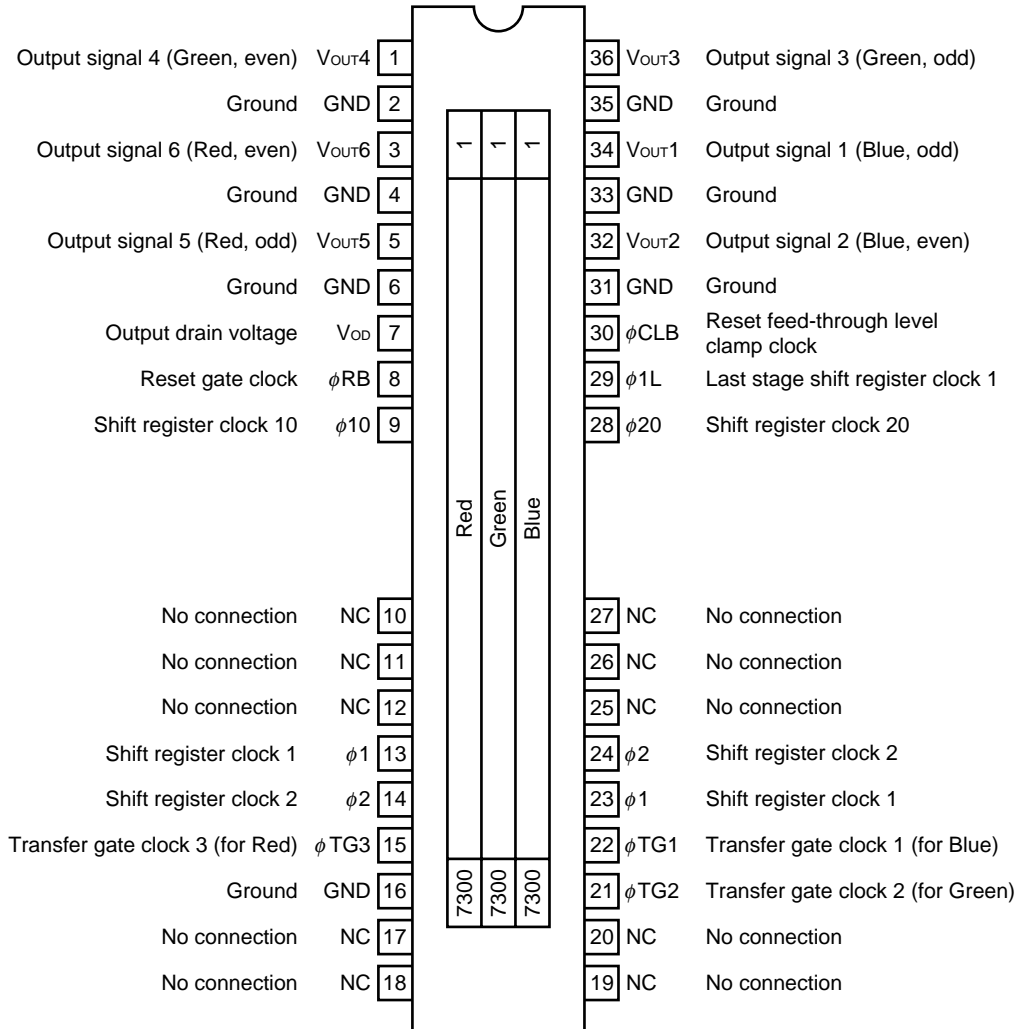 Output signal 4 (Green, even) VOUT4 1
36 VOUT3 Output signal 3 (Green, odd)
Ground GND 2
35 GND Ground
Output signal 6 (Red, even) VOUT6 3
1 1 1
34 VOUT1 Output signal 1 (Blue, odd)
Ground GND 4
33 GND Ground
Output signal 5 (Red, odd) VOUT5 5
32 VOUT2 Output signal 2 (Blue, even)
Ground GND 6
31 GND Ground
Output drain voltage VOD 7
30 ϕCLB Reset feed-through level
clamp clock
Reset gate clock ϕRB 8
29 ϕ1L Last stage shift register clock 1
Shift register clock 10 ϕ10 9
28 ϕ20 Shift register clock 20
Red
Green
Blue
No connection NC 10
27 NC No connection
No connection NC 11
26 NC No connection
No connection NC 12
25 NC No connection
Shift register clock 1 ϕ1 13
24 ϕ2 Shift register clock 2
Shift register clock 2 ϕ2 14
23 ϕ1 Shift register clock 1
Transfer gate clock 3 (for Red) ϕTG3 15
22 ϕTG1 Transfer gate clock 1 (for Blue)
Ground GND 16
7300 7300 7300
21 ϕTG2 Transfer gate clock 2 (for Green)
No connection NC 17
20 NC No connection
No connection NC 18
19 NC No connection